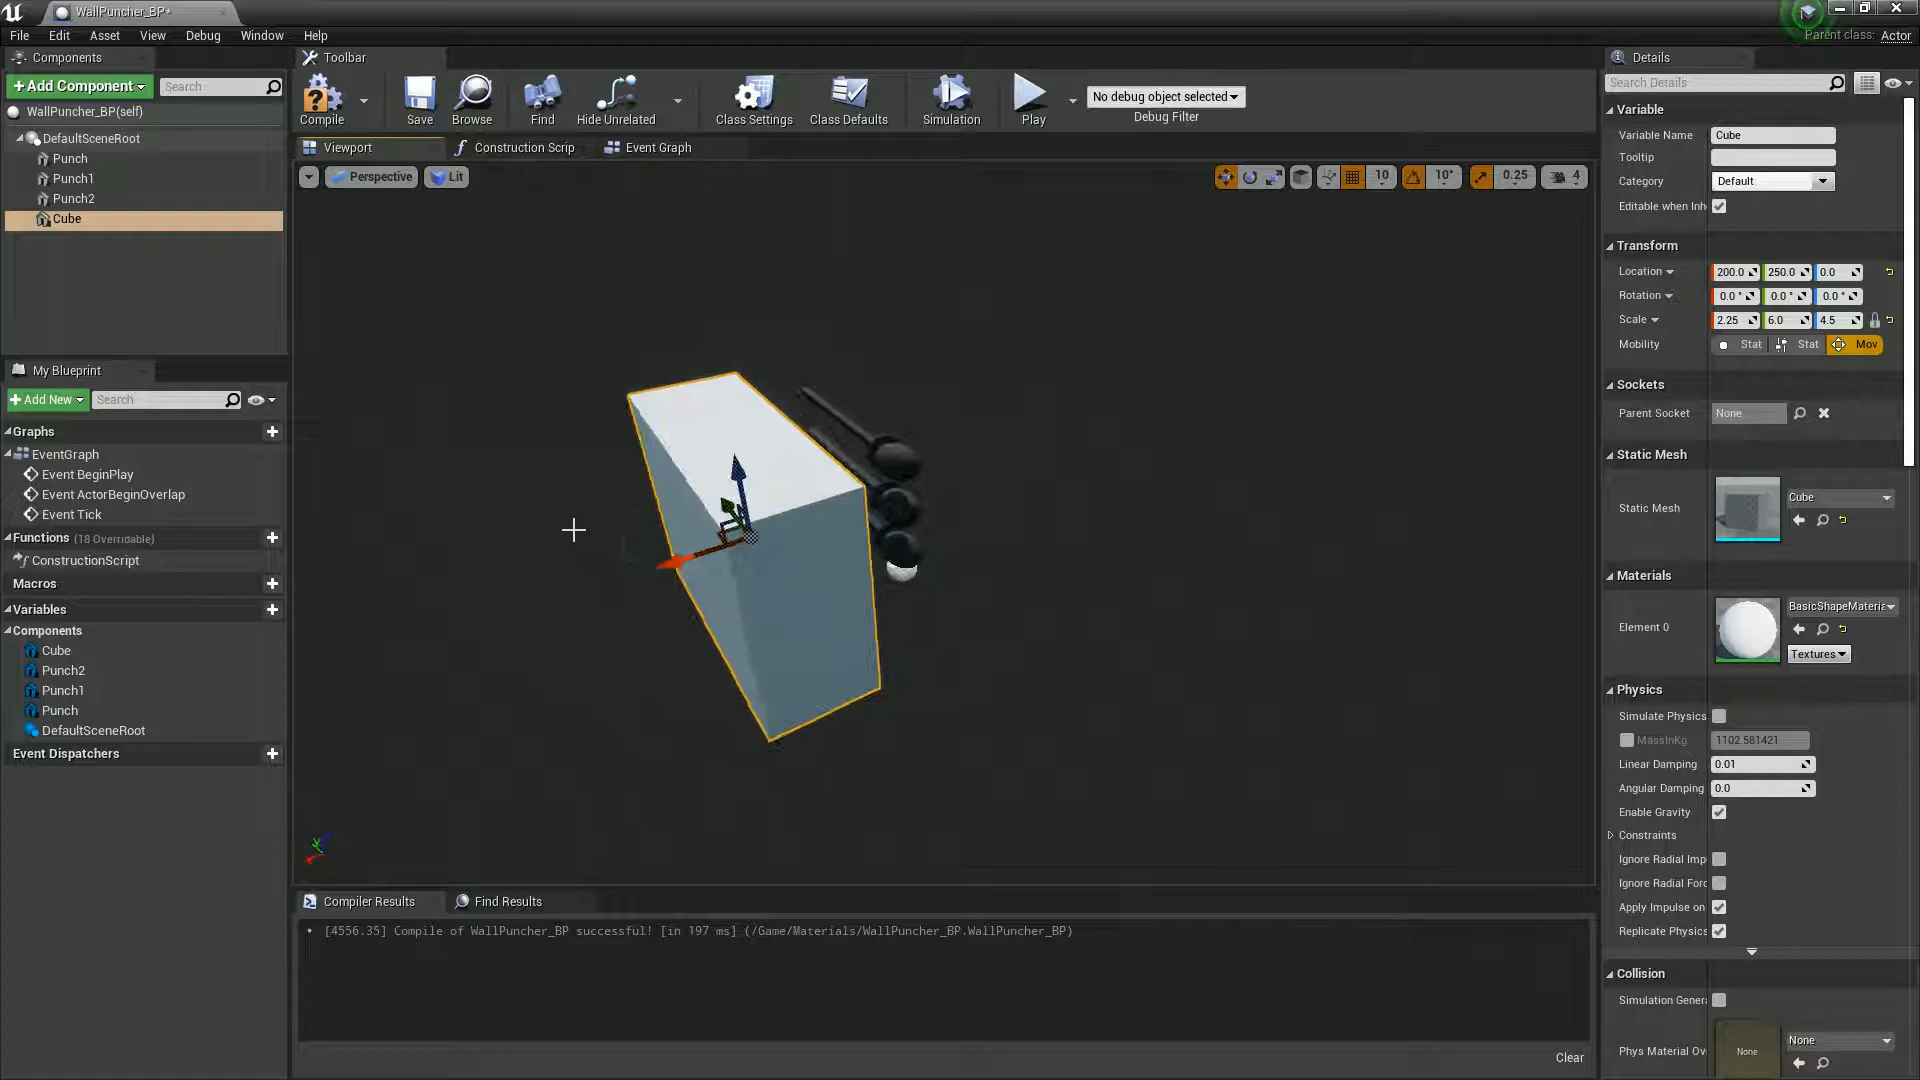 WallPuncher_BP*
File Edit Asset View Debug Window Help
Parent class: Actor
Components
+Add Component
Search
WallPuncher_BP(self)
DefaultSceneRoot
Punch
Punch1
Punch2
Cube
My Blueprint
+Add New
Search
Graphs
EventGraph
Event BeginPlay
Event ActorBeginOverlap
Event Tick
Functions (18 Overridable)
ConstructionScript
Macros
Variables
Components
Cube
Punch2
Punch1
Punch
DefaultSceneRoot
Event Dispatchers
Toolbar
Compile
Save
Browse
Find
Hide Unrelated
Class Settings
Class Defaults
Simulation
Play
No debug object selected
Debug Filter
Viewport
Construction Scrip
Event Graph
Perspective
Lit
10
10°
0.25
4
Compiler Results
Find Results
[4556.35] Compile of WallPuncher_BP successful! [in 197 ms] (/Game/Materials/WallPuncher_BP.WallPuncher_BP)
Clear
Details
Search Details
Variable
Variable Name Cube
Tooltip
Category Default
Editable when Inh
Transform
Location 200.0 250.0 0.0
Rotation 0.0° 0.0° 0.0°
Scale 2.25 6.0 4.5
Mobility Stat Stat Mov
Sockets
Parent Socket None
Static Mesh
Static Mesh Cube
Materials
Element 0 BasicShapeMateria
Textures
Physics
Simulate Physics
MassInKg 1102.581421
Linear Damping 0.01
Angular Damping 0.0
Enable Gravity
Constraints
Ignore Radial Imp
Ignore Radial Forc
Apply Impulse on
Replicate Physics
Collision
Simulation Genera
Phys Material Ov None None